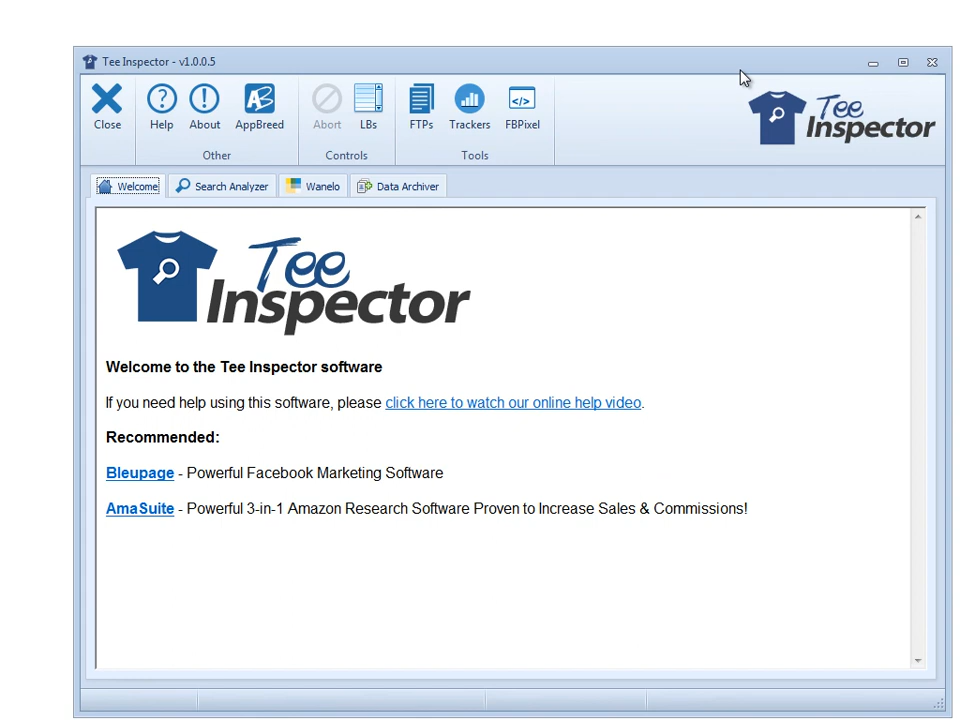 Tee Inspector - v1.0.0.5
Close Help About AppBreed Abort LBs FTPs Trackers FBPixel
Other Controls Tools
Tee Inspector
Welcome Search Analyzer Wanelo Data Archiver
Tee
Inspector
Welcome to the Tee Inspector software
If you need help using this software, please click here to watch our online help video.
Recommended:
Bleupage - Powerful Facebook Marketing Software
AmaSuite - Powerful 3-in-1 Amazon Research Software Proven to Increase Sales & Commissions!